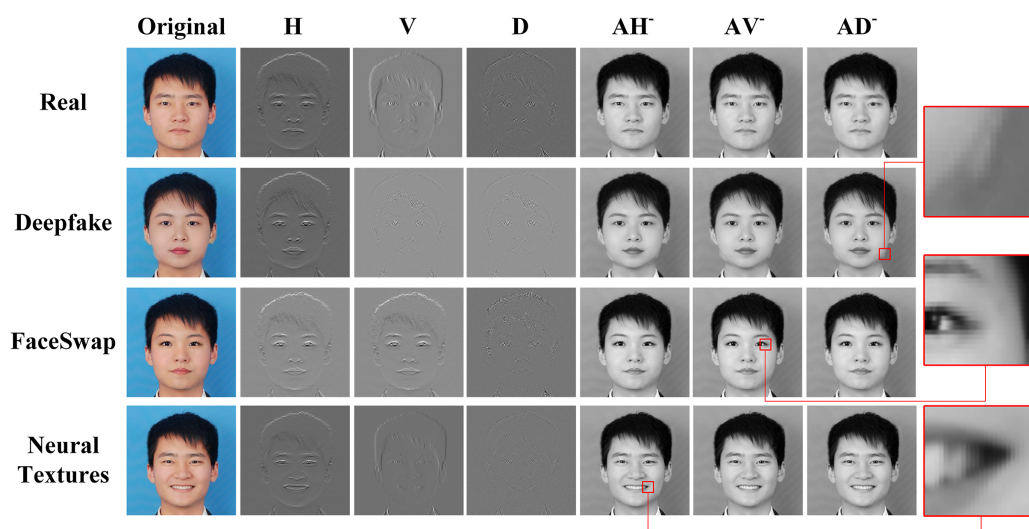 Original H V D AH⁻ AV⁻ AD⁻
Real
Deepfake
FaceSwap
Neural
Textures